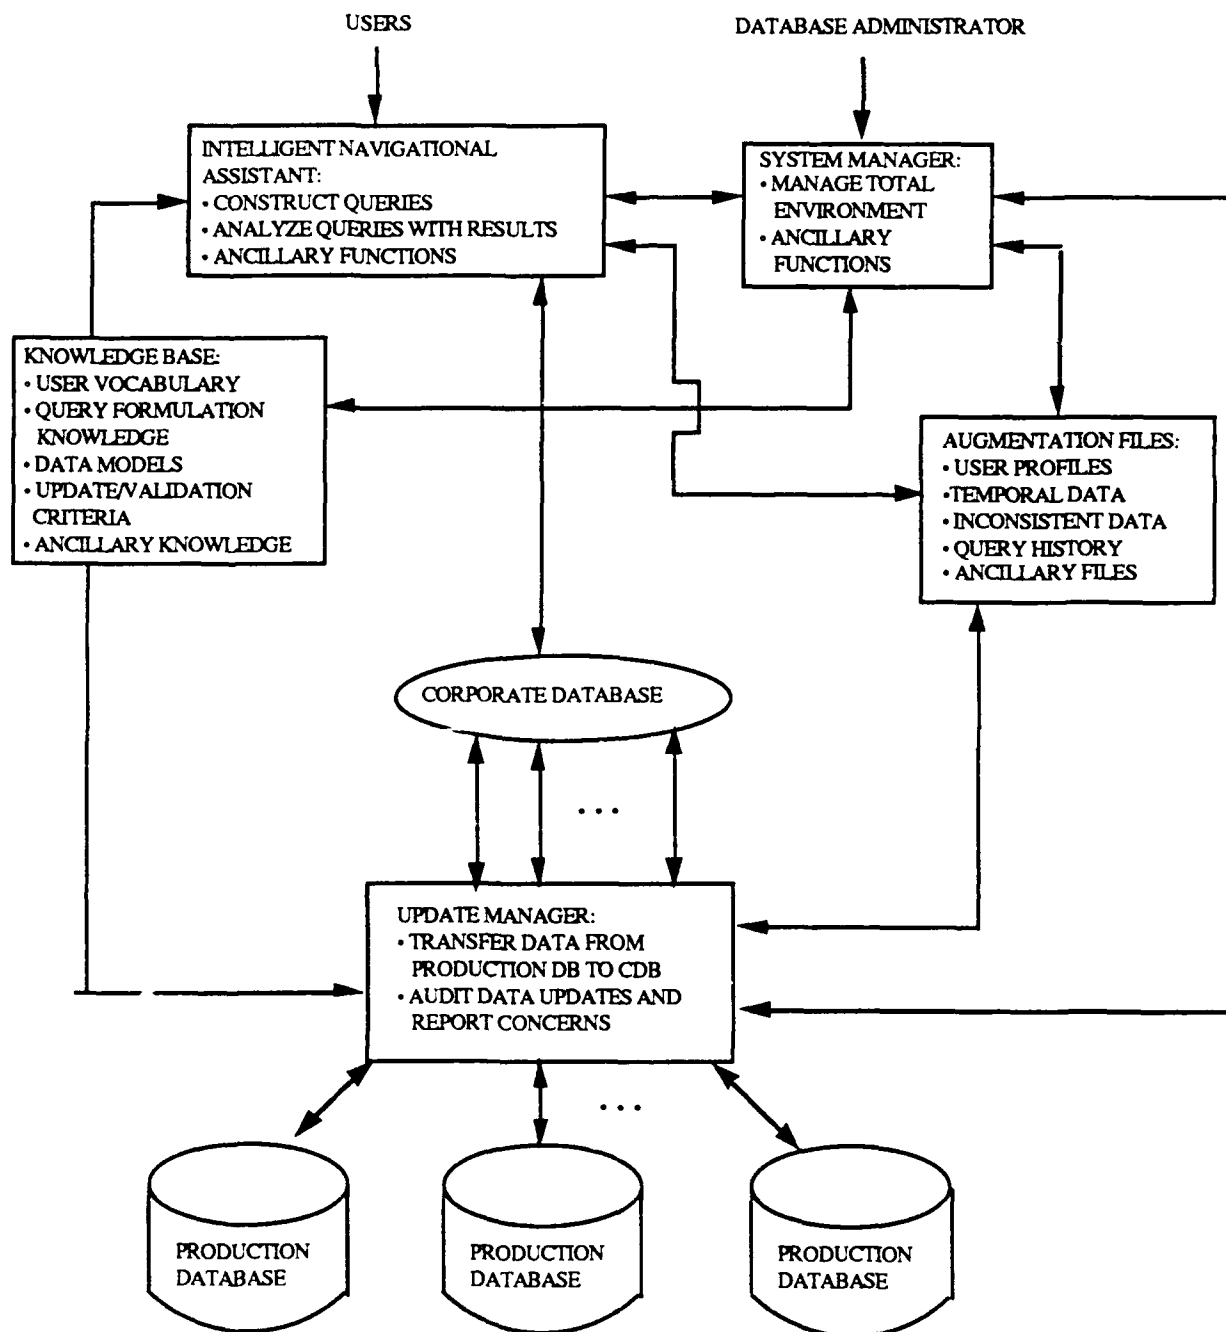 USERS
DATABASE ADMINISTRATOR
INTELLIGENT NAVIGATIONAL
ASSISTANT:
• CONSTRUCT QUERIES
• ANALYZE QUERIES WITH RESULTS
• ANCILLARY FUNCTIONS
SYSTEM MANAGER:
• MANAGE TOTAL
ENVIRONMENT
• ANCILLARY
FUNCTIONS
KNOWLEDGE BASE:
• USER VOCABULARY
• QUERY FORMULATION
KNOWLEDGE
• DATA MODELS
• UPDATE/VALIDATION
CRITERIA
• ANCILLARY KNOWLEDGE
AUGMENTATION FILES:
• USER PROFILES
• TEMPORAL DATA
• INCONSISTENT DATA
• QUERY HISTORY
• ANCILLARY FILES
CORPORATE DATABASE
. . .
UPDATE MANAGER:
• TRANSFER DATA FROM
PRODUCTION DB TO CDB
• AUDIT DATA UPDATES AND
REPORT CONCERNS
. . .
PRODUCTION
DATABASE
PRODUCTION
DATABASE
PRODUCTION
DATABASE